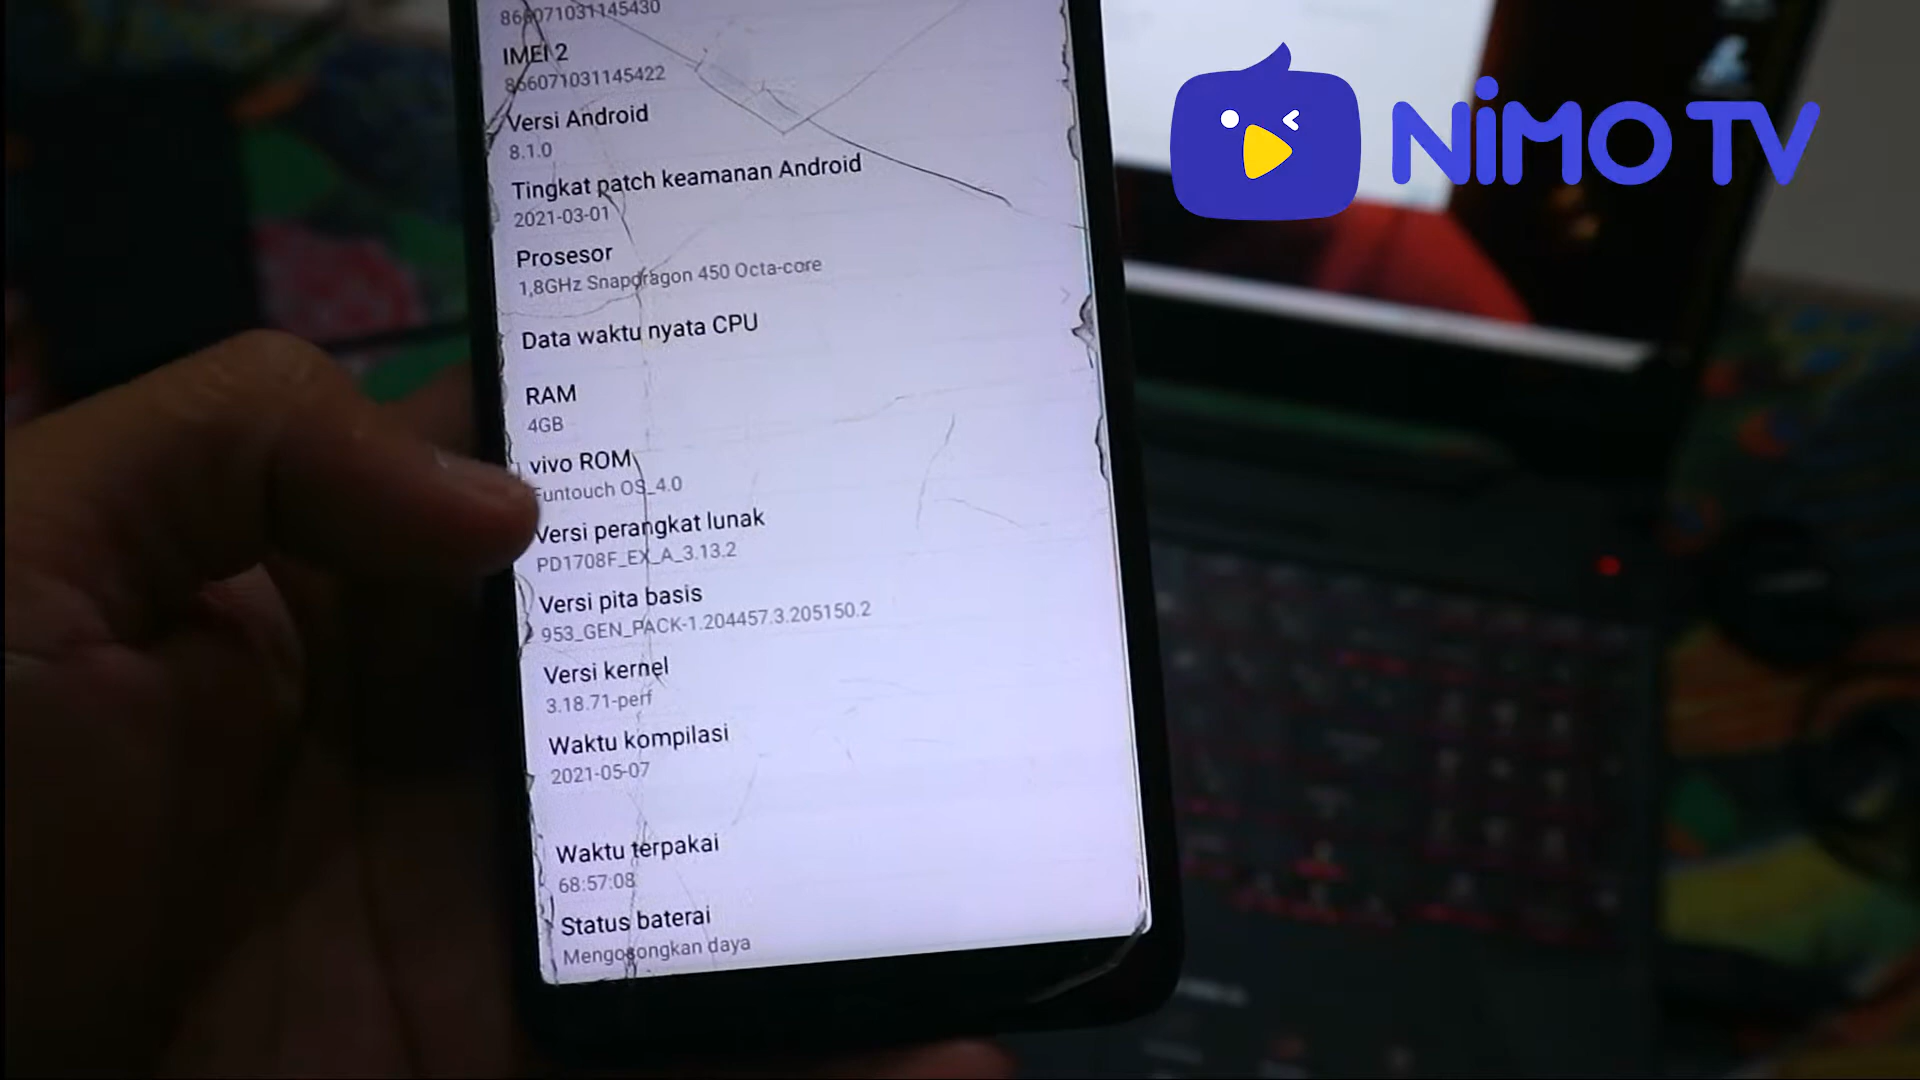 866071031145430
IMEI 2
866071031145422
Versi Android
8.1.0
Tingkat patch keamanan Android
2021-03-01
Prosesor
1,8GHz Snapdragon 450 Octa-core
Data waktu nyata CPU
RAM
4GB
vivo ROM
Funtouch OS_4.0
Versi perangkat lunak
PD1708F_EX_A_3.13.2
Versi pita basis
953_GEN_PACK-1.204457.3.205150.2
Versi kernel
3.18.71-perf
Waktu kompilasi
2021-05-07
Waktu terpakai
68:57:08
Status baterai
Mengosongkan daya
NiMO TV